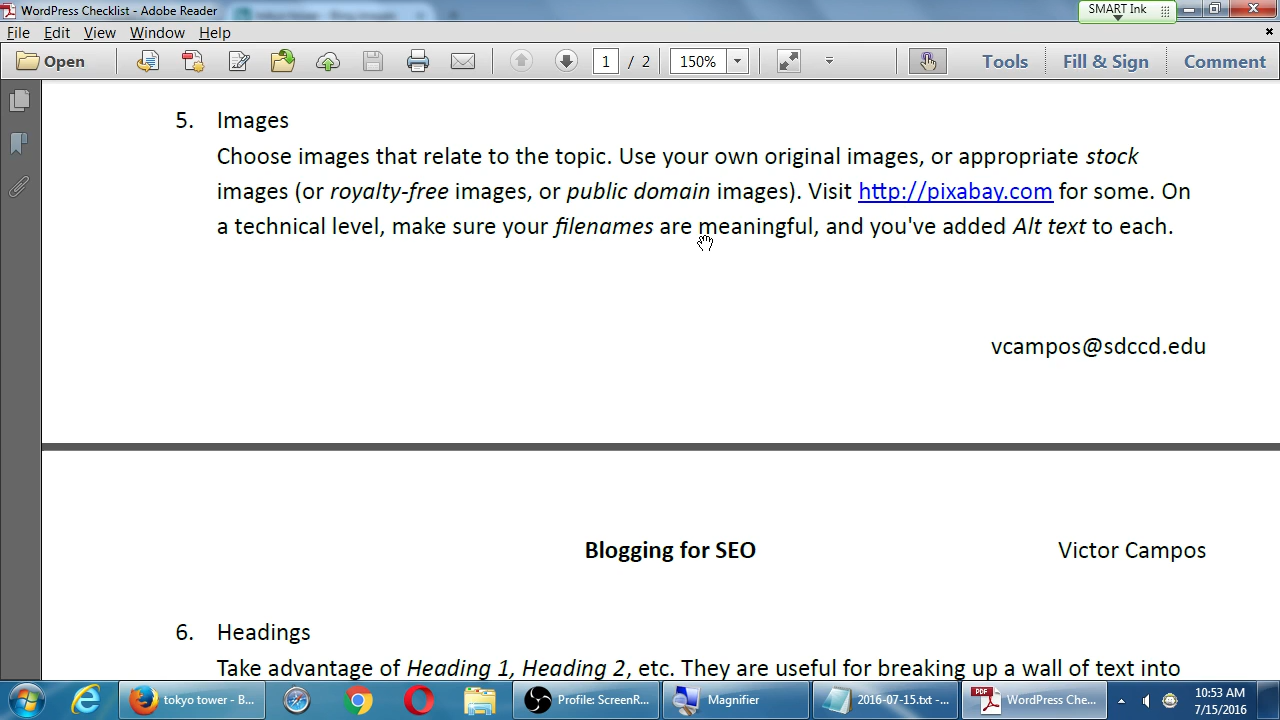 WordPress Checklist - Adobe Reader
SMART Ink
File Edit View Window Help
Open 1 / 2 150% Tools Fill & Sign Comment
5. Images
Choose images that relate to the topic. Use your own original images, or appropriate stock
images (or royalty-free images, or public domain images). Visit http://pixabay.com for some. On
a technical level, make sure your filenames are meaningful, and you've added Alt text to each.
vcampos@sdccd.edu
Blogging for SEO Victor Campos
6. Headings
Take advantage of Heading 1, Heading 2, etc. They are useful for breaking up a wall of text into
tokyo tower - B... Profile: ScreenR... Magnifier 2016-07-15.txt -... PDF WordPress Che... 10:53 AM
7/15/2016